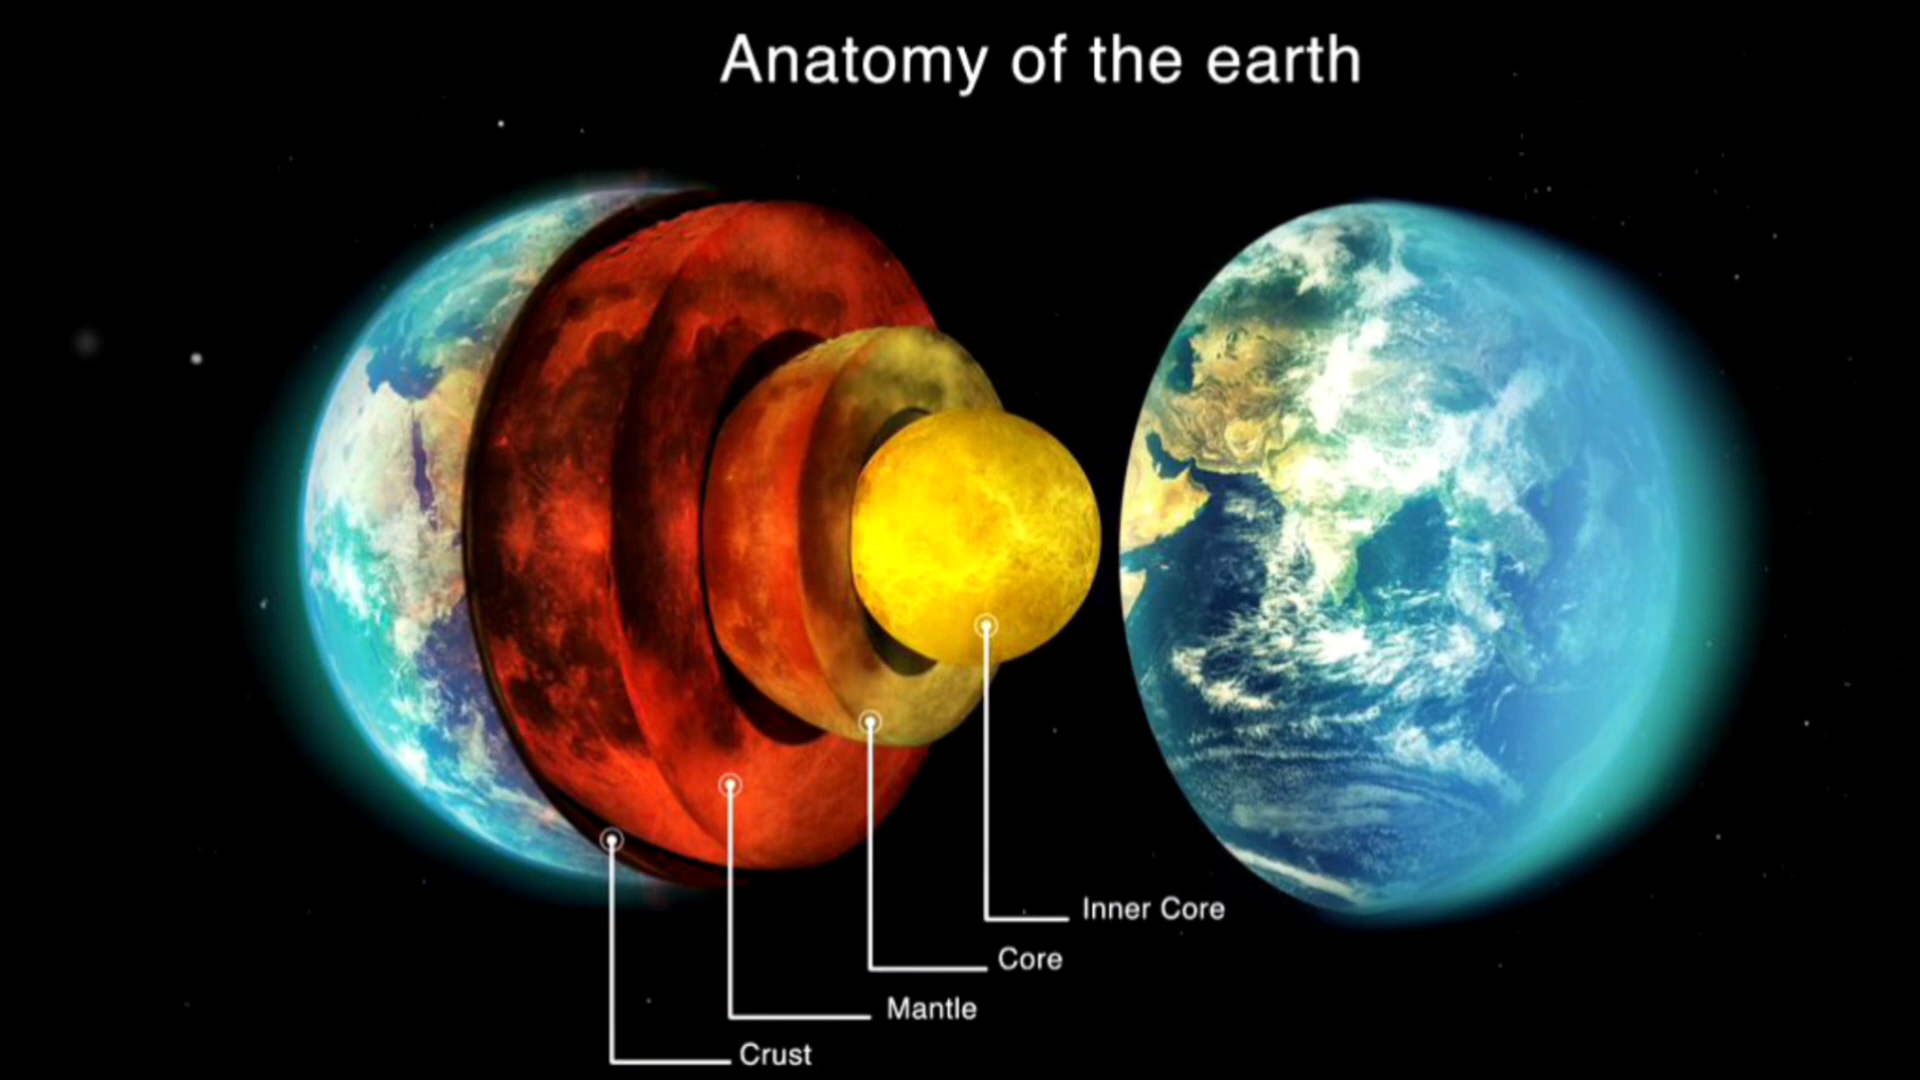 Anatomy of the earth
Inner Core
Core
Mantle
Crust